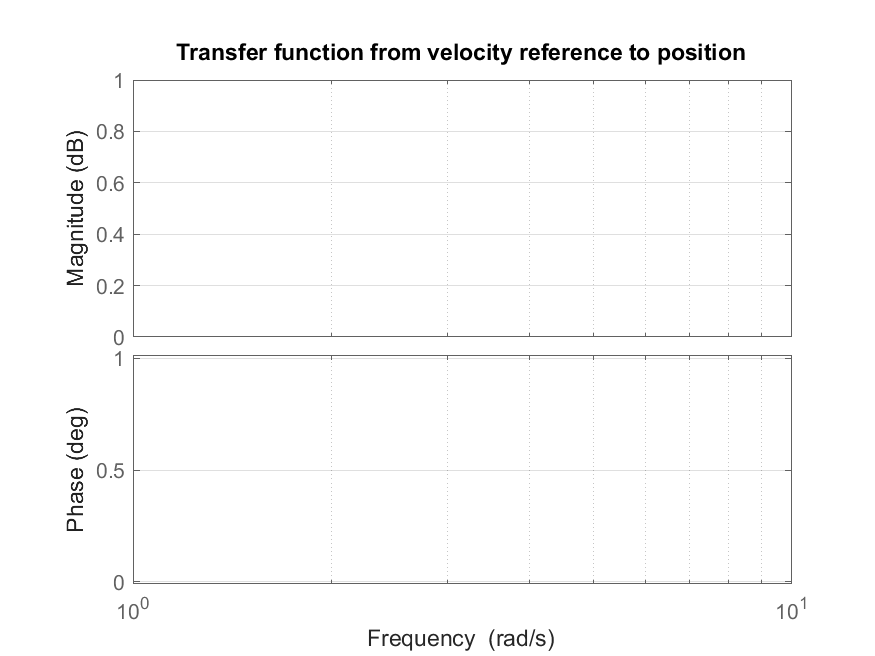 Transfer function from velocity reference to position
Magnitude (dB)
1
0.8
0.6
0.4
0.2
0
Phase (deg)
1
0.5
0
10^0
10^1
Frequency (rad/s)